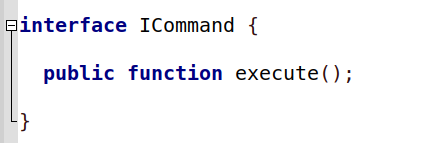 interface ICommand {
public function execute();
}